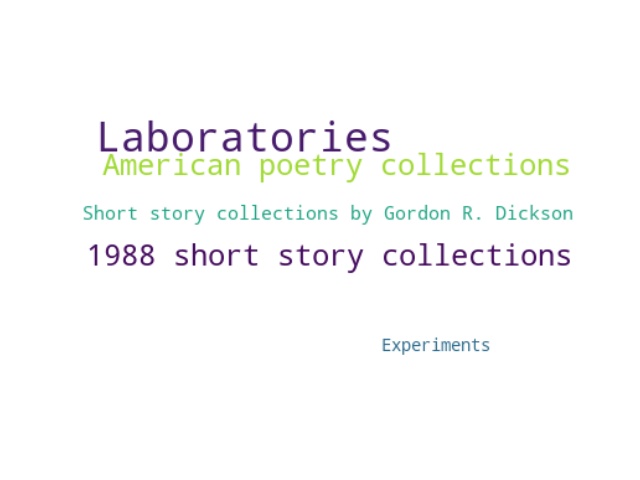 Laboratories
American poetry collections
Short story collections by Gordon R. Dickson
1988 short story collections
Experiments